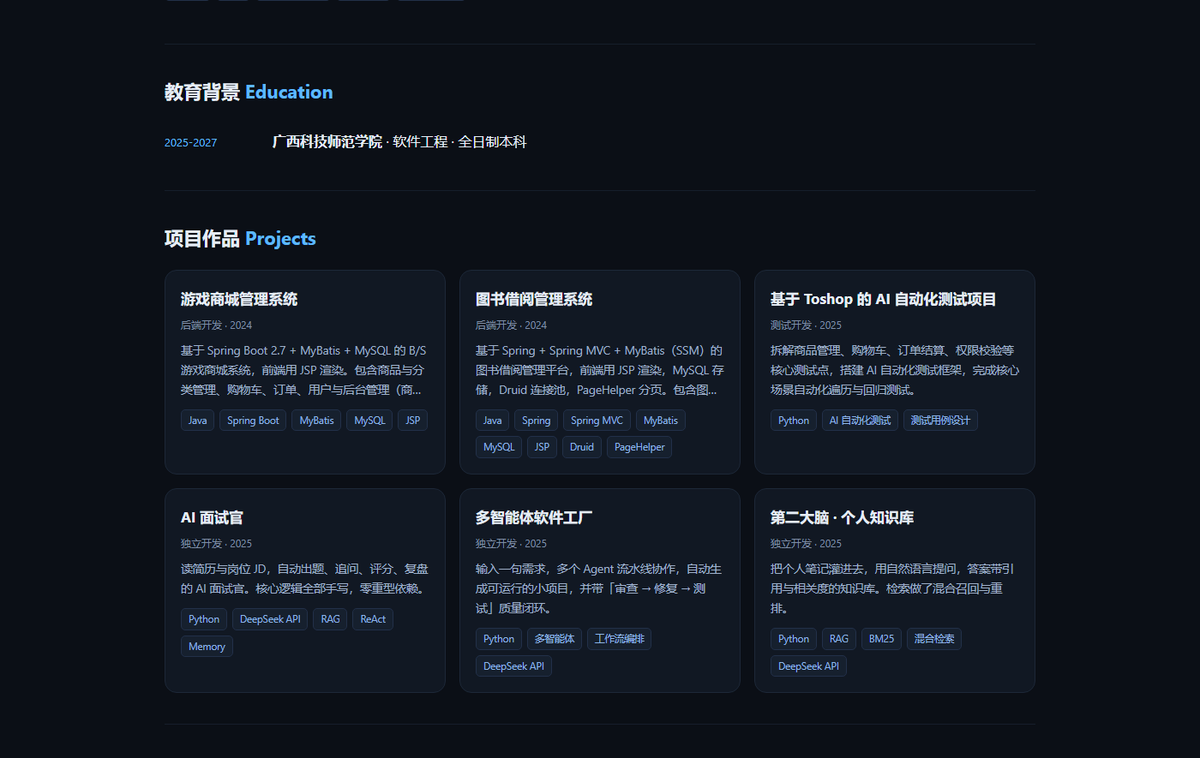 教育背景 Education
2025-2027 广西科技师范学院 · 软件工程 · 全日制本科
项目作品 Projects
游戏商城管理系统
后端开发 · 2024
基于 Spring Boot 2.7 + MyBatis + MySQL 的 B/S
游戏商城系统，前端用 JSP 渲染。包含商品与分
类管理、购物车、订单、用户与后台管理（商...
Java Spring Boot MyBatis MySQL JSP
图书借阅管理系统
后端开发 · 2024
基于 Spring + Spring MVC + MyBatis（SSM）的
图书借阅管理平台，前端用 JSP 渲染，MySQL 存
储，Druid 连接池，PageHelper 分页。包含图...
Java Spring Spring MVC MyBatis
MySQL JSP Druid PageHelper
基于 Toshop 的 AI 自动化测试项目
测试开发 · 2025
拆解商品管理、购物车、订单结算、权限校验等
核心测试点，搭建 AI 自动化测试框架，完成核心
场景自动化遍历与回归测试。
Python AI 自动化测试 测试用例设计
AI 面试官
独立开发 · 2025
读简历与岗位 JD，自动出题、追问、评分、复盘
的 AI 面试官。核心逻辑全部手写，零重型依赖。
Python DeepSeek API RAG ReAct
Memory
多智能体软件工厂
独立开发 · 2025
输入一句需求，多个 Agent 流水线协作，自动生
成可运行的小项目，并带「审查 → 修复 → 测
试」质量闭环。
Python 多智能体 工作流编排
DeepSeek API
第二大脑 · 个人知识库
独立开发 · 2025
把个人笔记灌进去，用自然语言提问，答案带引
用与相关度的知识库。检索做了混合召回与重
排。
Python RAG BM25 混合检索
DeepSeek API